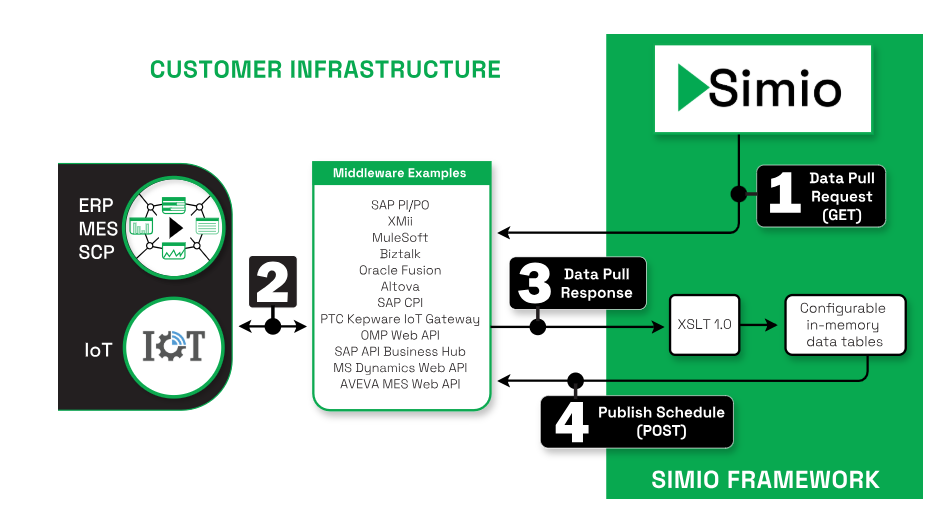 CUSTOMER INFRASTRUCTURE
Simio
1
Data Pull
Request
(GET)
ERP
MES
SCP
IoT
IoT
2
Middleware Examples
SAP PI/PO
XMii
MuleSoft
Biztalk
Oracle Fusion
Altova
SAP CPI
PTC Kepware IoT Gateway
OMP Web API
SAP API Business Hub
MS Dynamics Web API
AVEVA MES Web API
3
Data Pull
Response
XSLT 1.0
Configurable
in-memory
data tables
4
Publish Schedule
(POST)
SIMIO FRAMEWORK